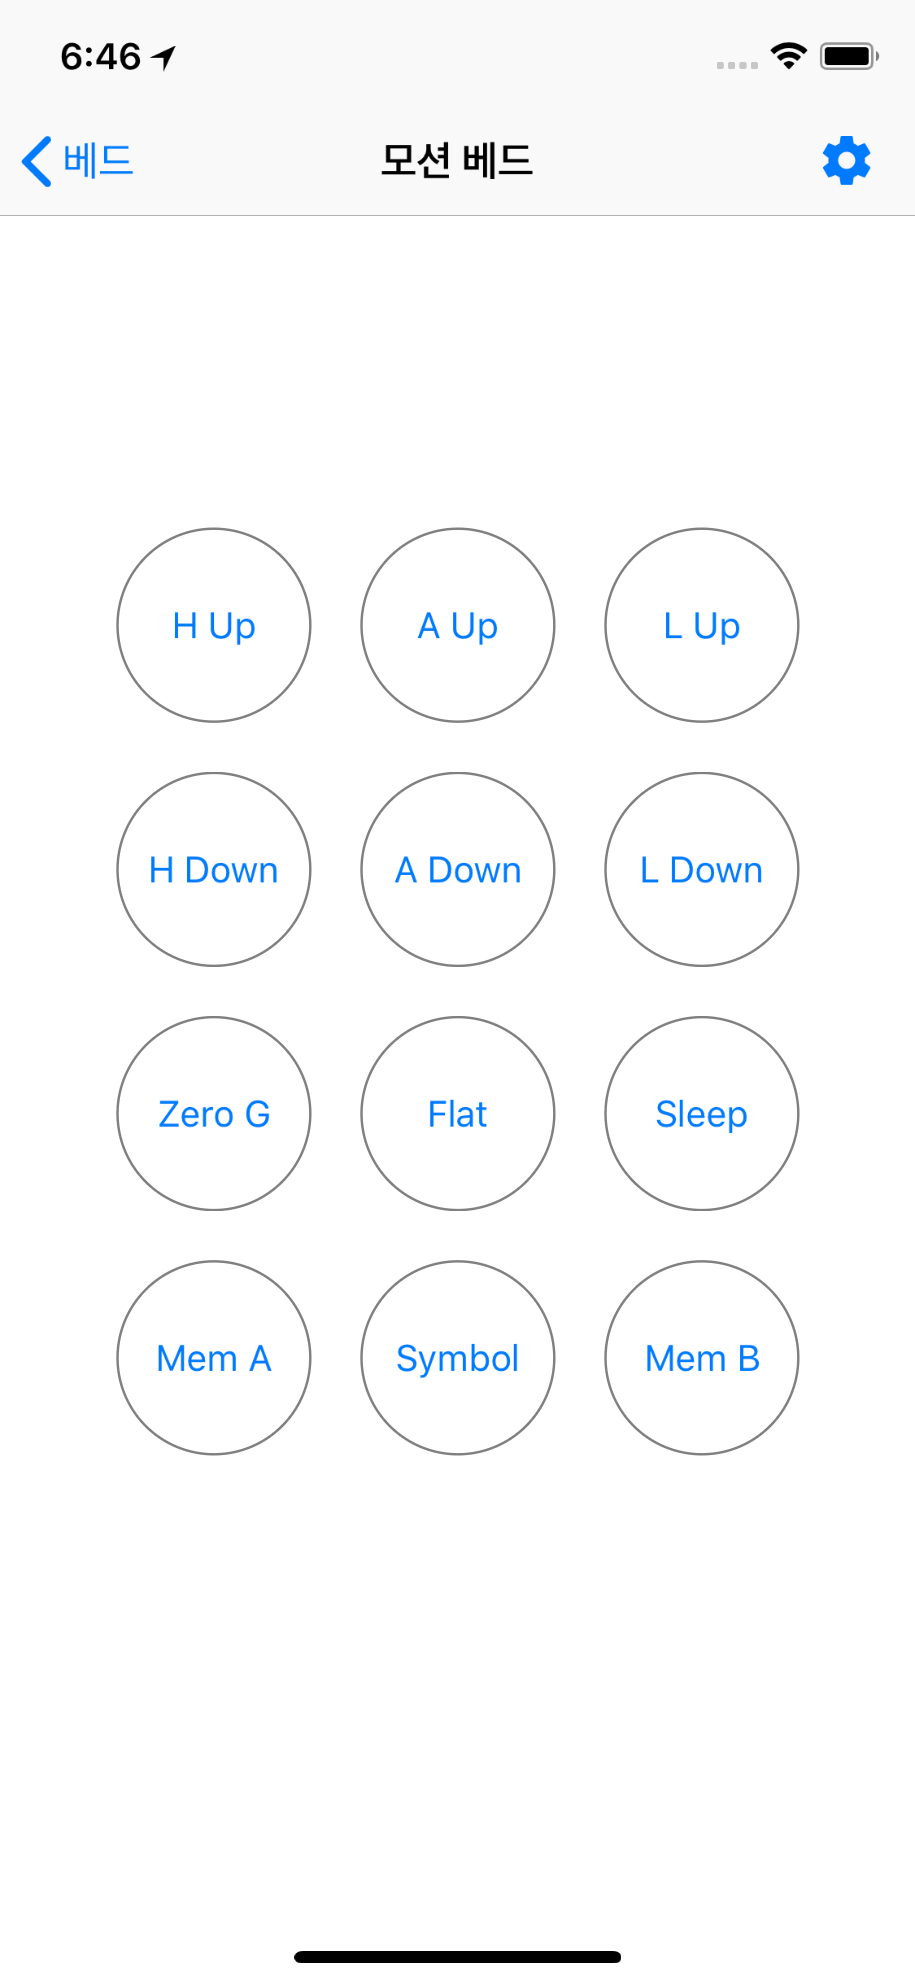 6:46
베드 모션 베드
H Up A Up L Up
H Down A Down L Down
Zero G Flat Sleep
Mem A Symbol Mem B